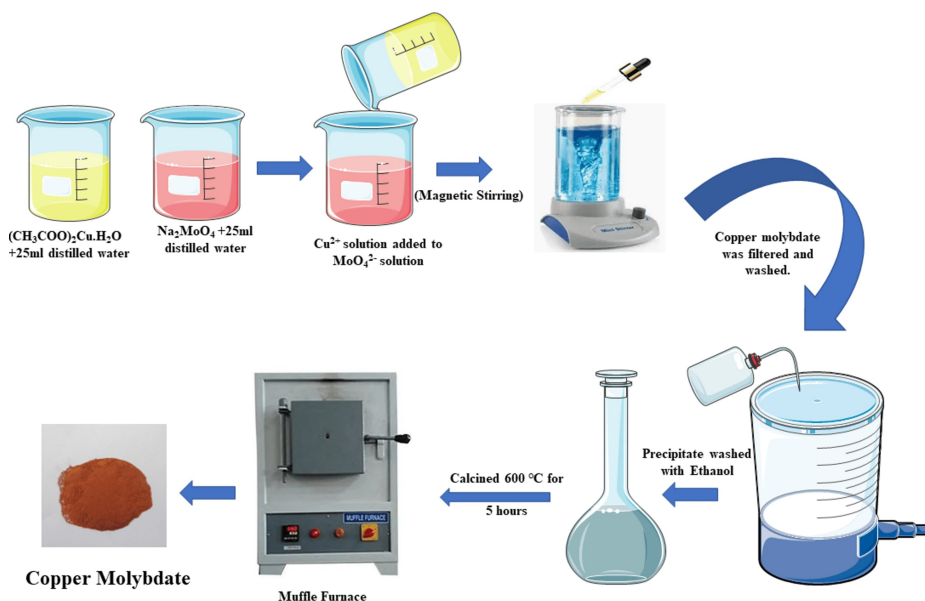 (CH₃COO)₂Cu.H₂O
+25ml distilled water
Na₂MoO₄ +25ml
distilled water
Cu²⁺ solution added to
MoO₄²⁻ solution
(Magnetic Stirring)
Mini Stirrer
Copper molybdate
was filtered and
washed.
Precipitate washed
with Ethanol
Calcined 600 °C for
5 hours
MUFFLE FURNACE
Muffle Furnace
Copper Molybdate